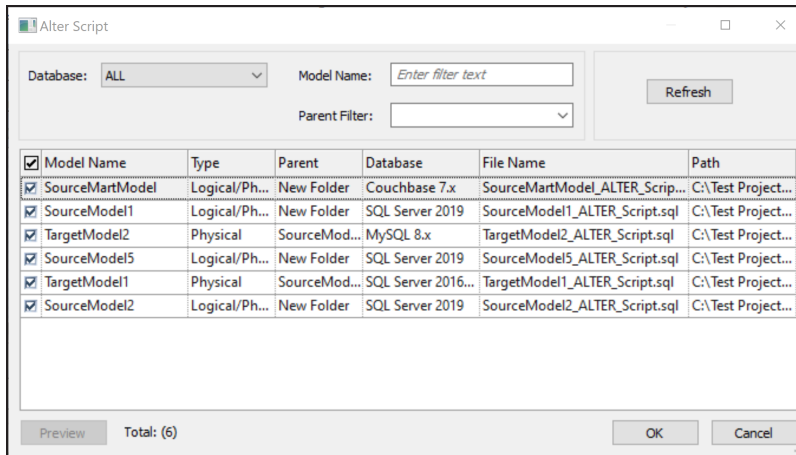 Alter Script
Database: ALL Model Name: Enter filter text
Refresh
Parent Filter:
Model Name Type Parent Database File Name Path
SourceMartModel Logical/Ph... New Folder Couchbase 7.x SourceMartModel_ALTER_Scrip... C:\Test Project...
SourceModel1 Logical/Ph... New Folder SQL Server 2019 SourceModel1_ALTER_Script.sql C:\Test Project...
TargetModel2 Physical SourceMod... MySQL 8.x TargetModel2_ALTER_Script.sql C:\Test Project...
SourceModel5 Logical/Ph... New Folder SQL Server 2019 SourceModel5_ALTER_Script.sql C:\Test Project...
TargetModel1 Physical SourceMod... SQL Server 2016... TargetModel1_ALTER_Script.sql C:\Test Project...
SourceModel2 Logical/Ph... New Folder SQL Server 2019 SourceModel2_ALTER_Script.sql C:\Test Project...
Preview Total: (6) OK Cancel